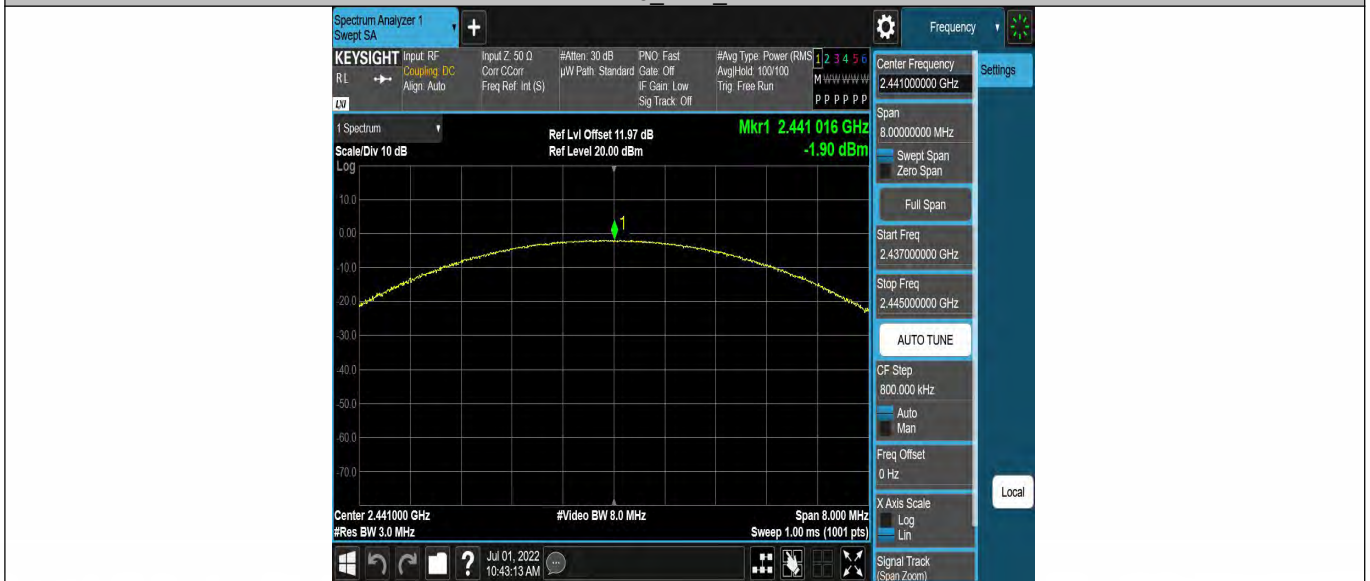 Spectrum Analyzer 1
Swept SA
+
Frequency
KEYSIGHT
Input: RF
Coupling: DC
Align: Auto
Input Z: 50 Ω
Corr CCorr
Freq Ref: Int (S)
#Atten: 30 dB
µW Path: Standard
PNO: Fast
Gate: Off
IF Gain: Low
Sig Track: Off
#Avg Type: Power (RMS
Avg|Hold: 100/100
Trig: Free Run
1 2 3 4 5 6
M W W W W W
P P P P P P
R L
LXI
1 Spectrum
Scale/Div 10 dB
Ref Lvl Offset 11.97 dB
Ref Level 20.00 dBm
Mkr1 2.441 016 GHz
-1.90 dBm
Log
10.0
0.00
-10.0
-20.0
-30.0
-40.0
-50.0
-60.0
-70.0
1
Center 2.441000 GHz
#Res BW 3.0 MHz
#Video BW 8.0 MHz
Span 8.000 MHz
Sweep 1.00 ms (1001 pts)
?
Jul 01, 2022
10:43:13 AM
Center Frequency
2.441000000 GHz
Settings
Span
8.00000000 MHz
Swept Span
Zero Span
Full Span
Start Freq
2.437000000 GHz
Stop Freq
2.445000000 GHz
AUTO TUNE
CF Step
800.000 kHz
Auto
Man
Freq Offset
0 Hz
X Axis Scale
Log
Lin
Local
Signal Track
(Span Zoom)